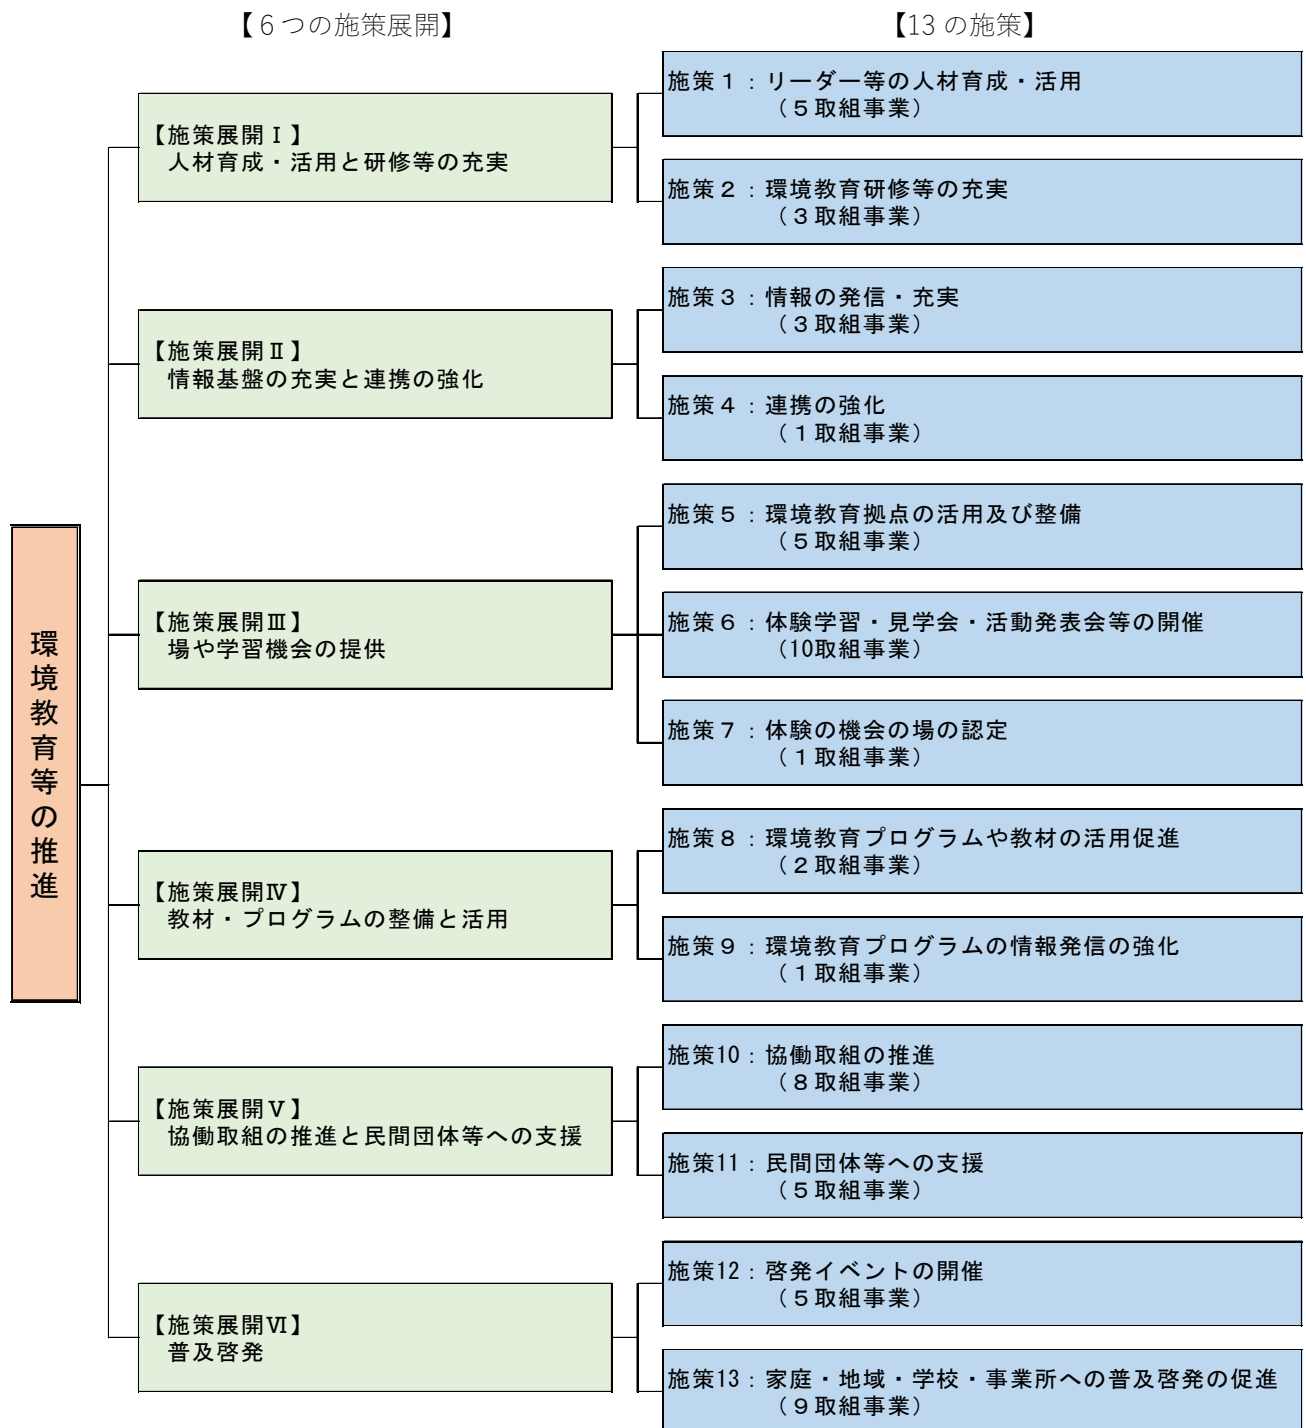 【６つの施策展開】
【13 の施策】
環境教育等の推進
【施策展開Ⅰ】
人材育成・活用と研修等の充実
施策１：リーダー等の人材育成・活用
（５取組事業）
施策２：環境教育研修等の充実
（３取組事業）
【施策展開Ⅱ】
情報基盤の充実と連携の強化
施策３：情報の発信・充実
（３取組事業）
施策４：連携の強化
（１取組事業）
【施策展開Ⅲ】
場や学習機会の提供
施策５：環境教育拠点の活用及び整備
（５取組事業）
施策６：体験学習・見学会・活動発表会等の開催
（10取組事業）
施策７：体験の機会の場の認定
（１取組事業）
【施策展開Ⅳ】
教材・プログラムの整備と活用
施策８：環境教育プログラムや教材の活用促進
（２取組事業）
施策９：環境教育プログラムの情報発信の強化
（１取組事業）
【施策展開Ⅴ】
協働取組の推進と民間団体等への支援
施策10：協働取組の推進
（８取組事業）
施策11：民間団体等への支援
（５取組事業）
【施策展開Ⅵ】
普及啓発
施策12：啓発イベントの開催
（５取組事業）
施策13：家庭・地域・学校・事業所への普及啓発の促進
（９取組事業）